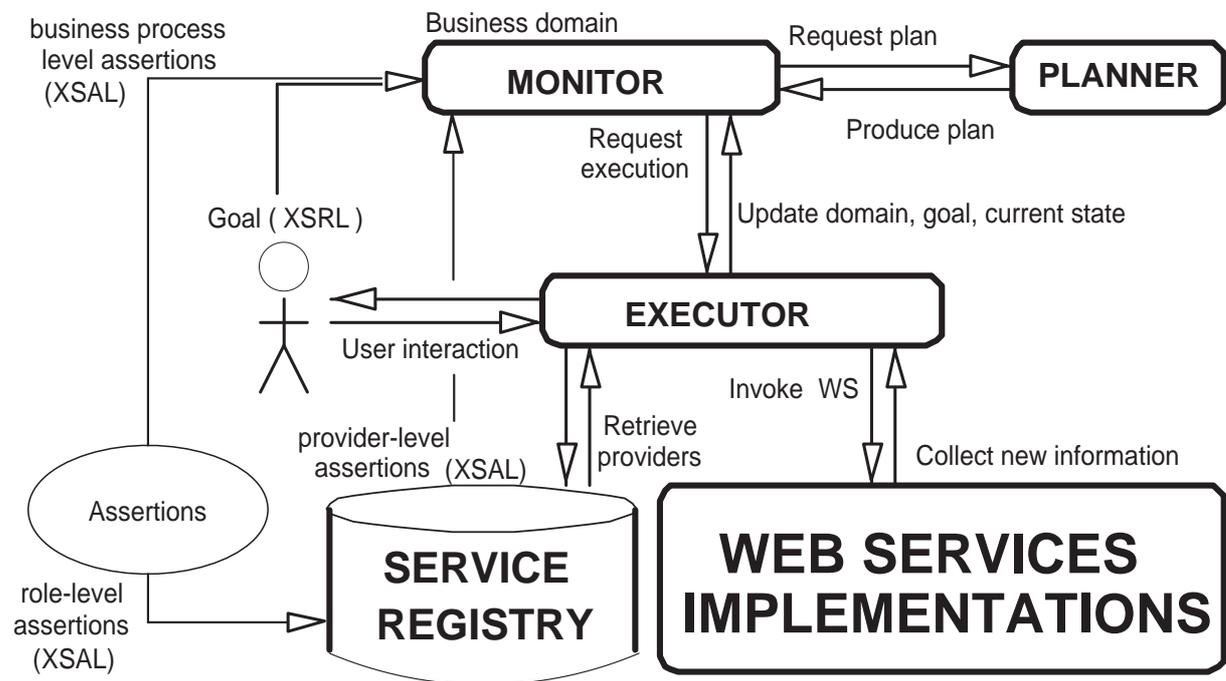 business process
level assertions
(XSAL)
Business domain
MONITOR
Request plan
PLANNER
Produce plan
Request
execution
Update domain, goal, current state
Goal ( XSRL )
EXECUTOR
User interaction
Invoke WS
Retrieve
providers
Collect new information
provider-level
assertions (XSAL)
Assertions
SERVICE
REGISTRY
WEB SERVICES
IMPLEMENTATIONS
role-level
assertions
(XSAL)